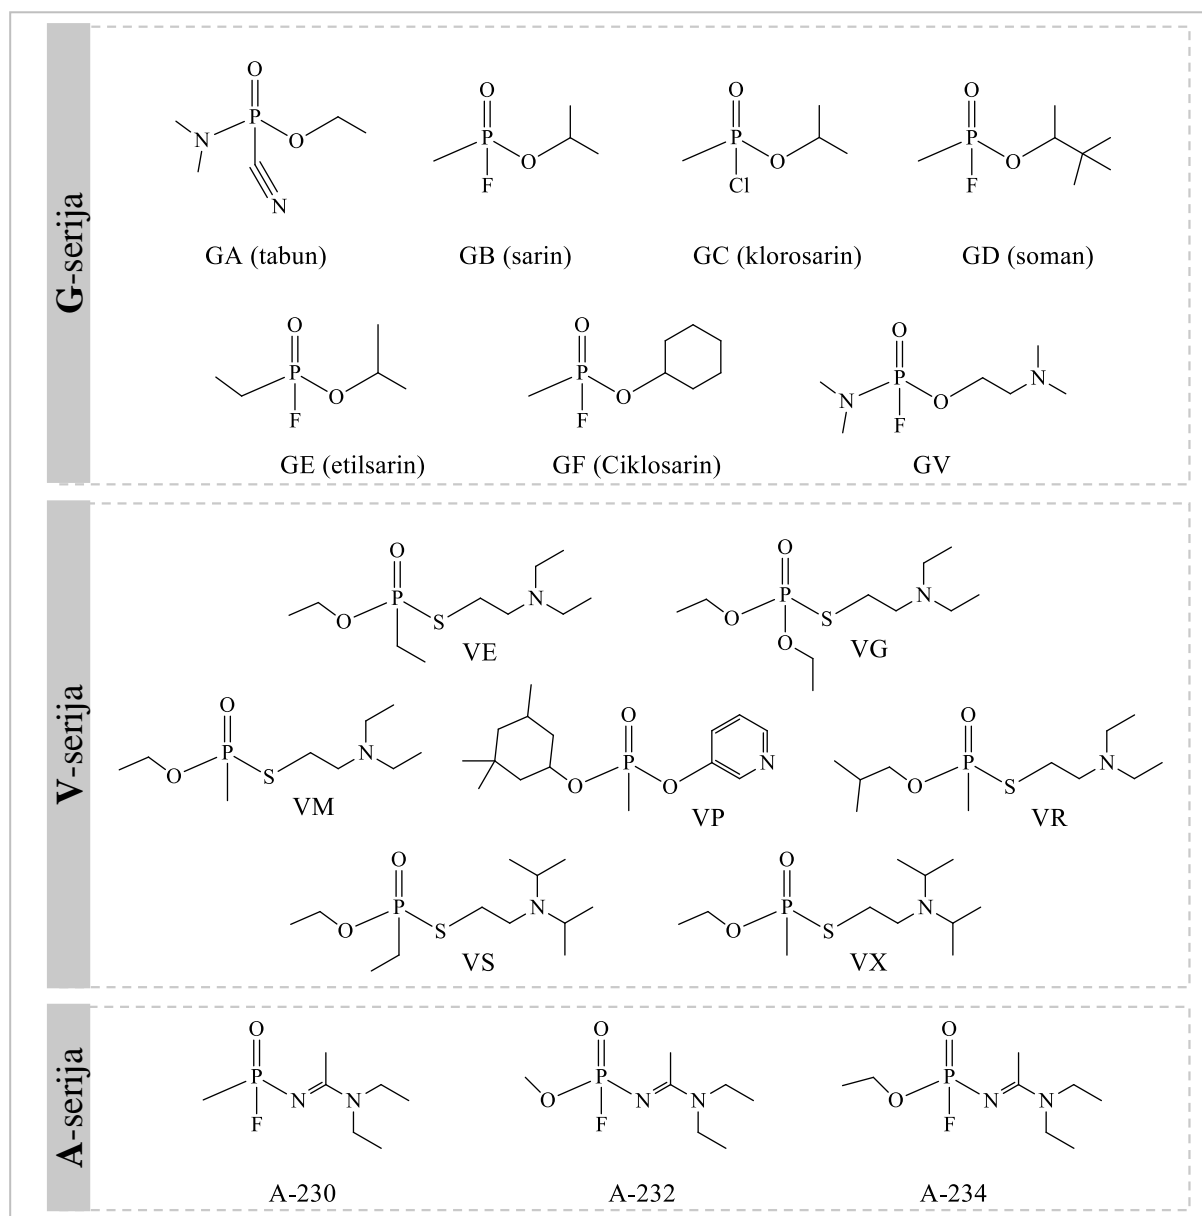 G-serija
GA (tabun)
GB (sarin)
GC (klorosarin)
GD (soman)
GE (etilsarin)
GF (Ciklosarin)
GV
V-serija
VE
VG
VM
VP
VR
VS
VX
A-serija
A-230
A-232
A-234